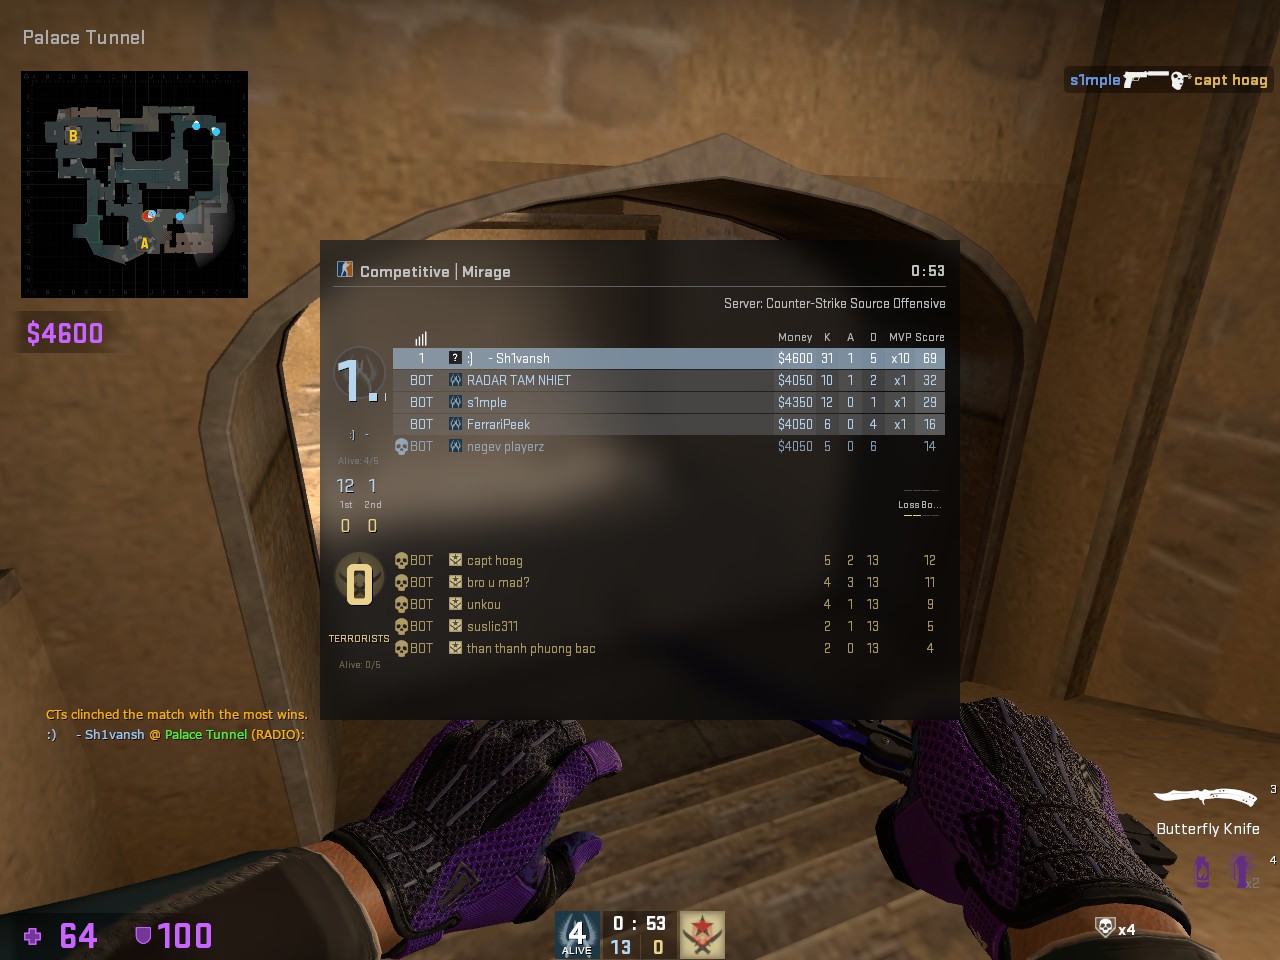 Palace Tunnel
s1mple capt hoag
B
A
$4600
Competitive | Mirage 0:53
Server: Counter-Strike Source Offensive
Money K A D MVP Score
1 ? :) - Sh1vansh $4600 31 1 5 x10 69
BOT RADAR TAM NHIET $4050 10 1 2 x1 32
BOT s1mple $4350 12 0 1 x1 29
BOT FerrariPeek $4050 6 0 4 x1 16
BOT negev playerz $4050 5 0 6 14
:) -
Alive: 4/5
12 1
1st 2nd
Loss Bo...
0 0
BOT capt hoag 5 2 13 12
BOT bro u mad? 4 3 13 11
BOT unkou 4 1 13 9
BOT suslic311 2 1 13 5
BOT than thanh phuong bac 2 0 13 4
0
TERRORISTS
Alive: 0/5
CTs clinched the match with the most wins.
:) - Sh1vansh @ Palace Tunnel (RADIO):
3
Butterfly Knife
4
x2
x4
64 100
4 ALIVE
0 : 53
13 0